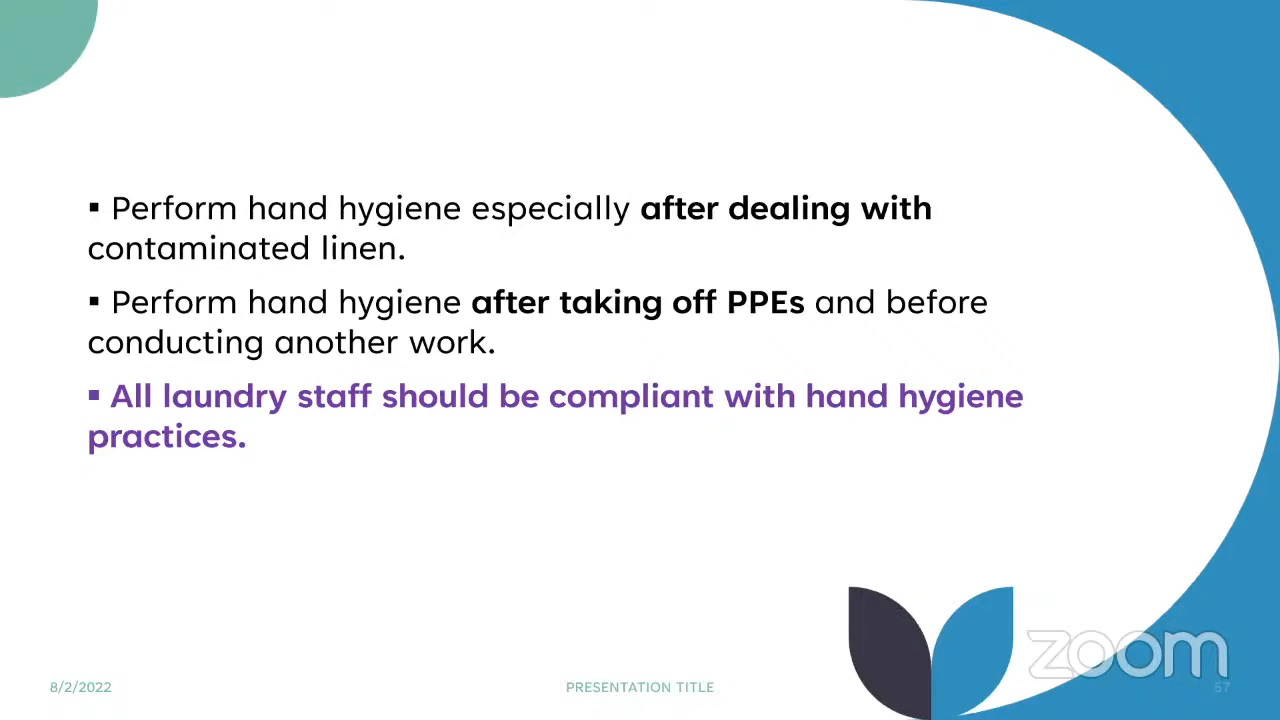 ▪ Perform hand hygiene especially after dealing with
contaminated linen.
▪ Perform hand hygiene after taking off PPEs and before
conducting another work.
▪ All laundry staff should be compliant with hand hygiene
practices.
zoom
8/2/2022
PRESENTATION TITLE
57